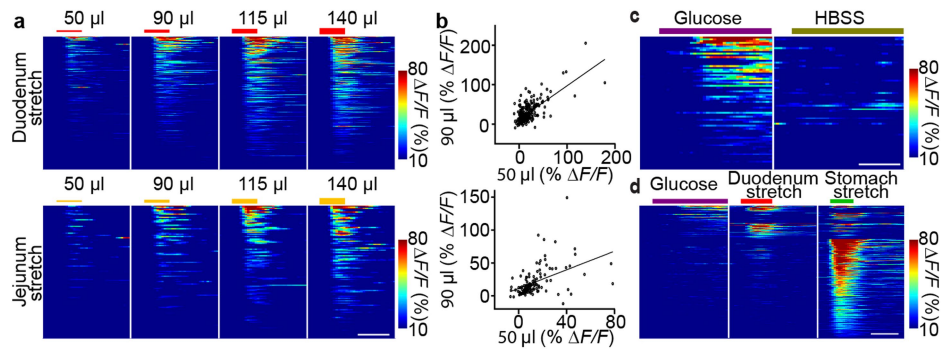 a
50 µl 90 µl 115 µl 140 µl
Duodenum
stretch
80
ΔF/F (%)
10
50 µl 90 µl 115 µl 140 µl
Jejunum
stretch
80
ΔF/F (%)
10
b
90 µl (% ΔF/F)
200
100
0
0 100 200
50 µl (% ΔF/F)
90 µl (% ΔF/F)
150
100
50
0
0 40 80
50 µl (% ΔF/F)
c
Glucose HBSS
80
ΔF/F (%)
10
d
Glucose Duodenum Stomach
stretch stretch
80
ΔF/F (%)
10